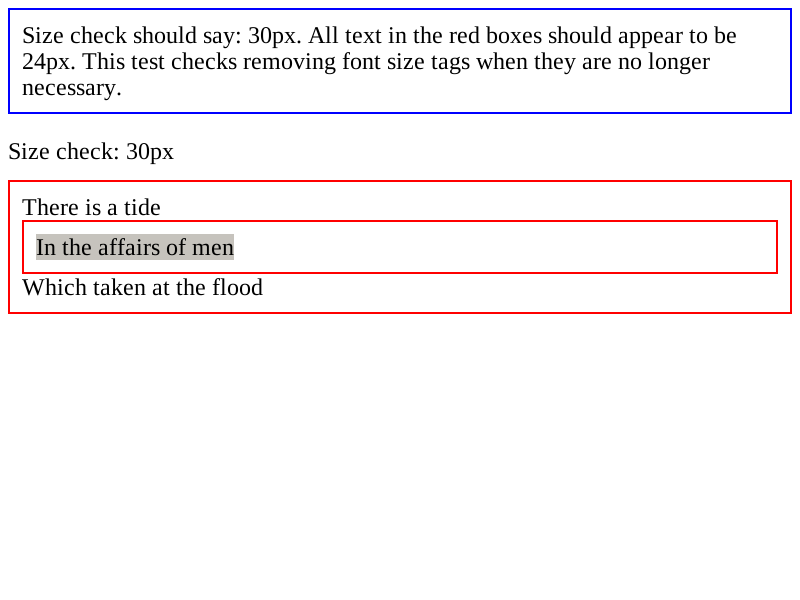 Size check should say: 30px. All text in the red boxes should appear to be
24px. This test checks removing font size tags when they are no longer
necessary.
Size check: 30px
There is a tide
In the affairs of men
Which taken at the flood